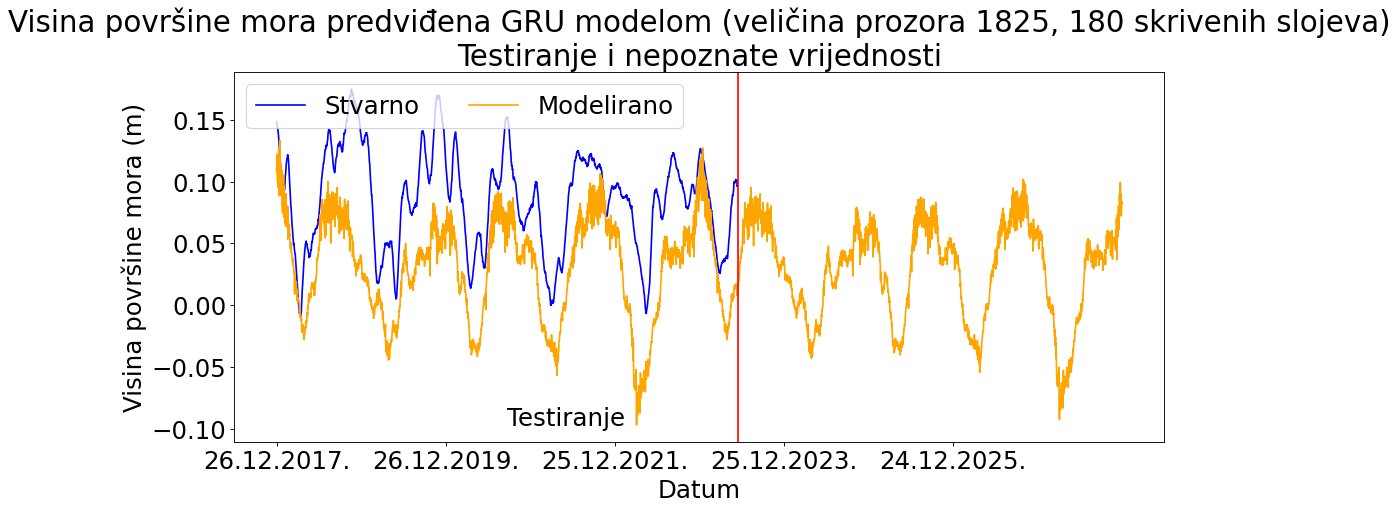 Visina površine mora predviđena GRU modelom (veličina prozora 1825, 180 skrivenih slojeva)
Testiranje i nepoznate vrijednosti
Stvarno Modelirano
Visina površine mora (m)
0.15
0.10
0.05
0.00
−0.05
−0.10
Testiranje
26.12.2017. 26.12.2019. 25.12.2021. 25.12.2023. 24.12.2025.
Datum